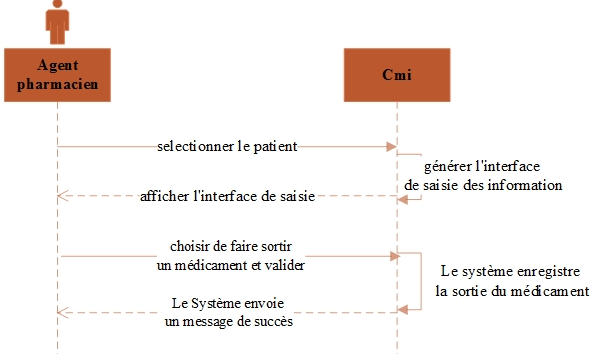 Agent
pharmacien
Cmi
selectionner le patient
générer l'interface
de saisie des information
afficher l'interface de saisie
choisir de faire sortir
un médicament et valider
Le système enregistre
la sortie du médicament
Le Système envoie
un message de succès